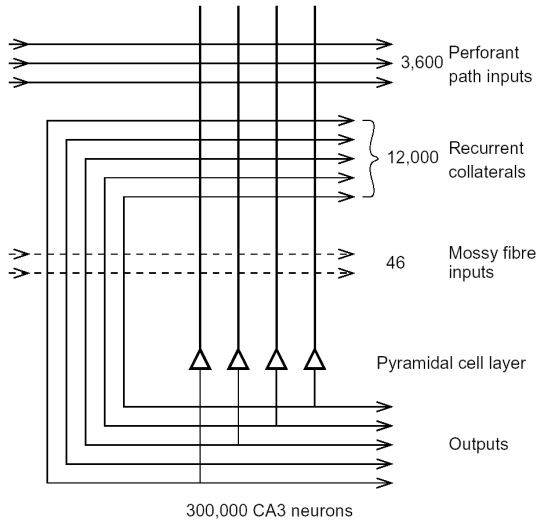 3,600 Perforant
path inputs
12,000 Recurrent
collaterals
46 Mossy fibre
inputs
Pyramidal cell layer
Outputs
300,000 CA3 neurons